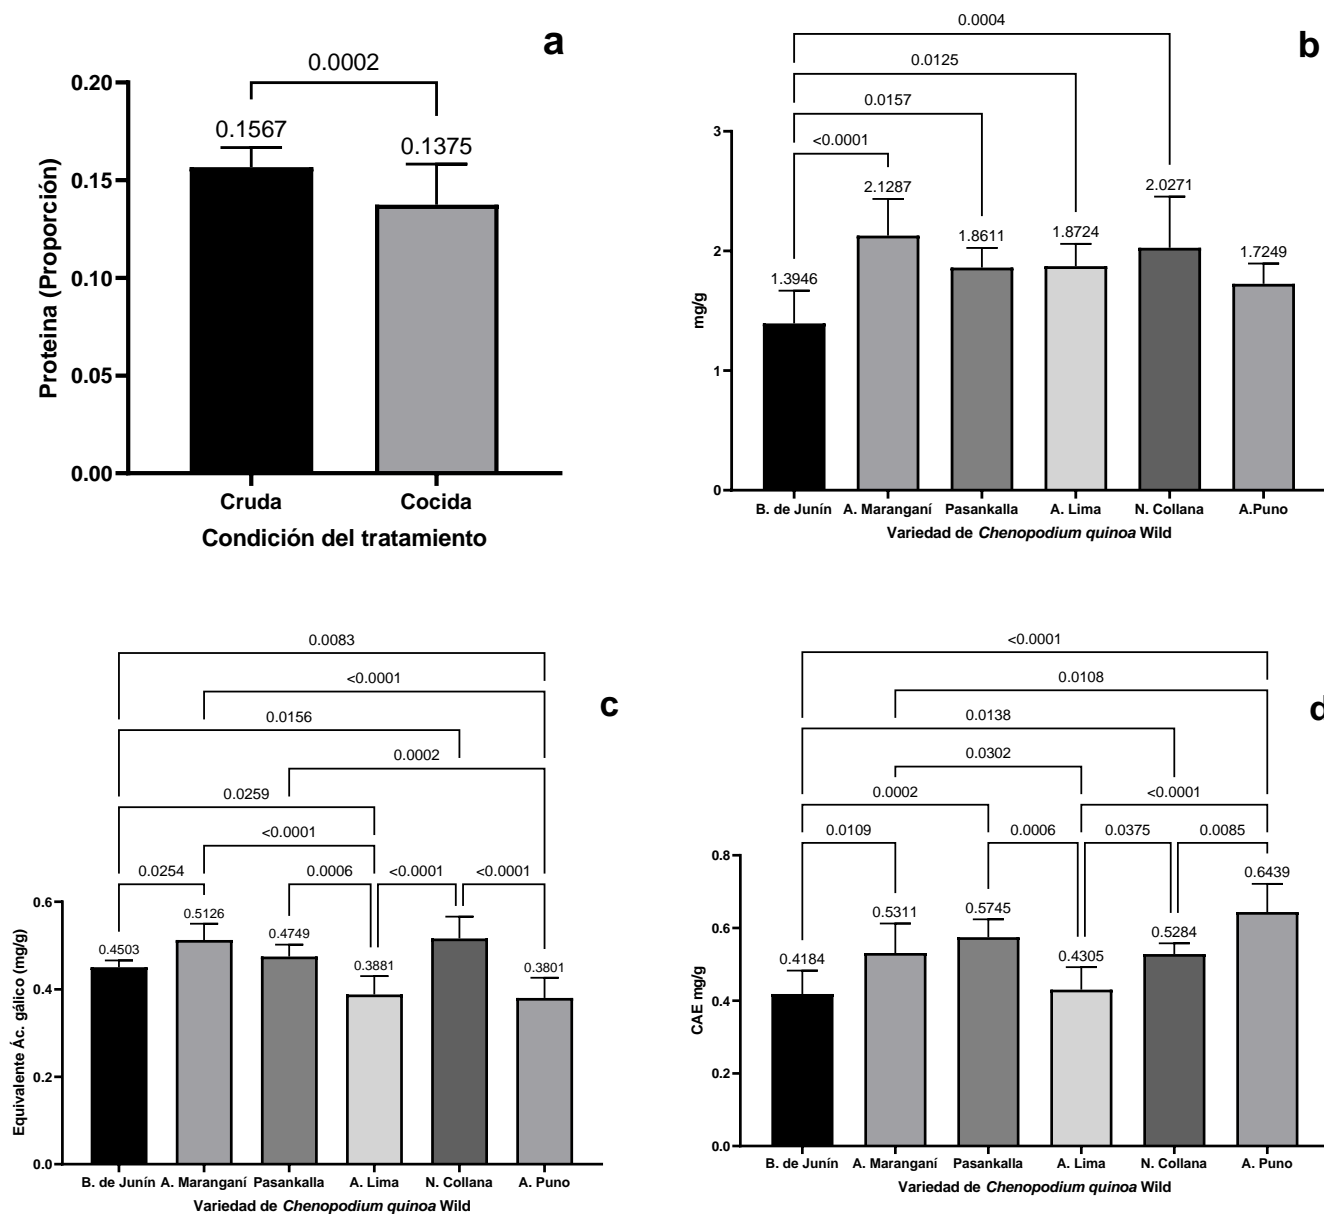 a
0.0002
0.20
0.1567
0.1375
0.15
0.10
0.05
0.00
Proteina (Proporción)
Cruda
Cocida
Condición del tratamiento
b
0.0004
0.0125
0.0157
<0.0001
3
2.1287
2.0271
1.8611
1.8724
1.7249
1.3946
2
1
0
mg/g
B. de Junín
A. Maranganí
Pasankalla
A. Lima
N. Collana
A.Puno
Variedad de Chenopodium quinoa Wild
c
0.0083
<0.0001
0.0156
0.0002
0.0259
<0.0001
0.0254
0.0006
<0.0001
<0.0001
0.6
0.5126
0.4503
0.4749
0.3881
0.3801
0.4
0.2
0.0
Equivalente Ác. gálico (mg/g)
B. de Junín
A. Maranganí
Pasankalla
A. Lima
N. Collana
A. Puno
Variedad de Chenopodium quinoa Wild
d
<0.0001
0.0108
0.0138
0.0302
0.0002
<0.0001
0.0109
0.0006
0.0375
0.0085
0.8
0.6439
0.5745
0.5311
0.5284
0.4184
0.4305
0.6
0.4
0.2
0.0
CAE mg/g
B. de Junín
A. Maranganí
Pasankalla
A. Lima
N. Collana
A. Puno
Variedad de Chenopodium quinoa Wild